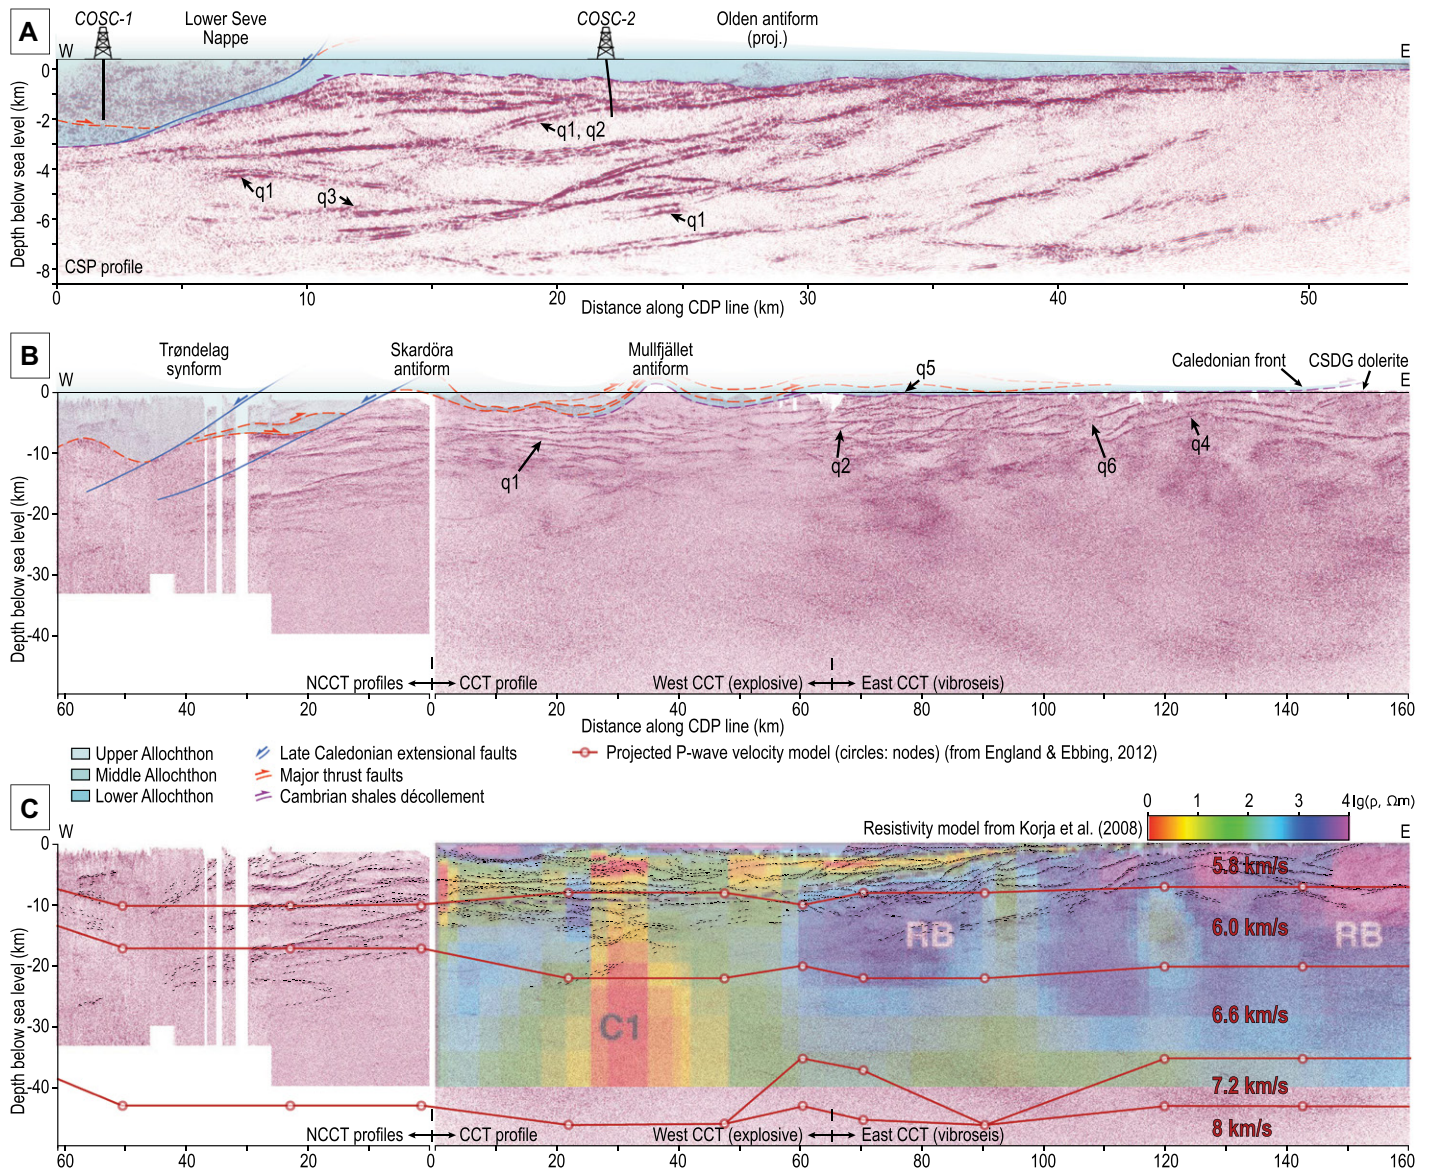 A
COSC-1
Lower Seve
Nappe
COSC-2
Olden antiform
(proj.)
W
E
0
-2
-4
-6
-8
Depth below sea level (km)
q1, q2
q1
q3
q1
CSP profile
0
10
20
30
40
50
Distance along CDP line (km)
B
Trøndelag
synform
Skardöra
antiform
Mullfjället
antiform
q5
Caledonian front
CSDG dolerite
W
E
0
-10
-20
-30
-40
Depth below sea level (km)
q1
q2
q6
q4
NCCT profiles
CCT profile
West CCT (explosive)
East CCT (vibroseis)
60
40
20
0
20
40
60
80
100
120
140
160
Distance along CDP line (km)
Upper Allochthon
Middle Allochthon
Lower Allochthon
Late Caledonian extensional faults
Major thrust faults
Cambrian shales décollement
Projected P-wave velocity model (circles: nodes) (from England & Ebbing, 2012)
C
Resistivity model from Korja et al. (2008)
0
1
2
3
4
lg(ρ, Ωm)
W
E
0
-10
-20
-30
-40
Depth below sea level (km)
5.8 km/s
6.0 km/s
6.6 km/s
7.2 km/s
8 km/s
C1
RB
RB
NCCT profiles
CCT profile
West CCT (explosive)
East CCT (vibroseis)
60
40
20
0
20
40
60
80
100
120
140
160